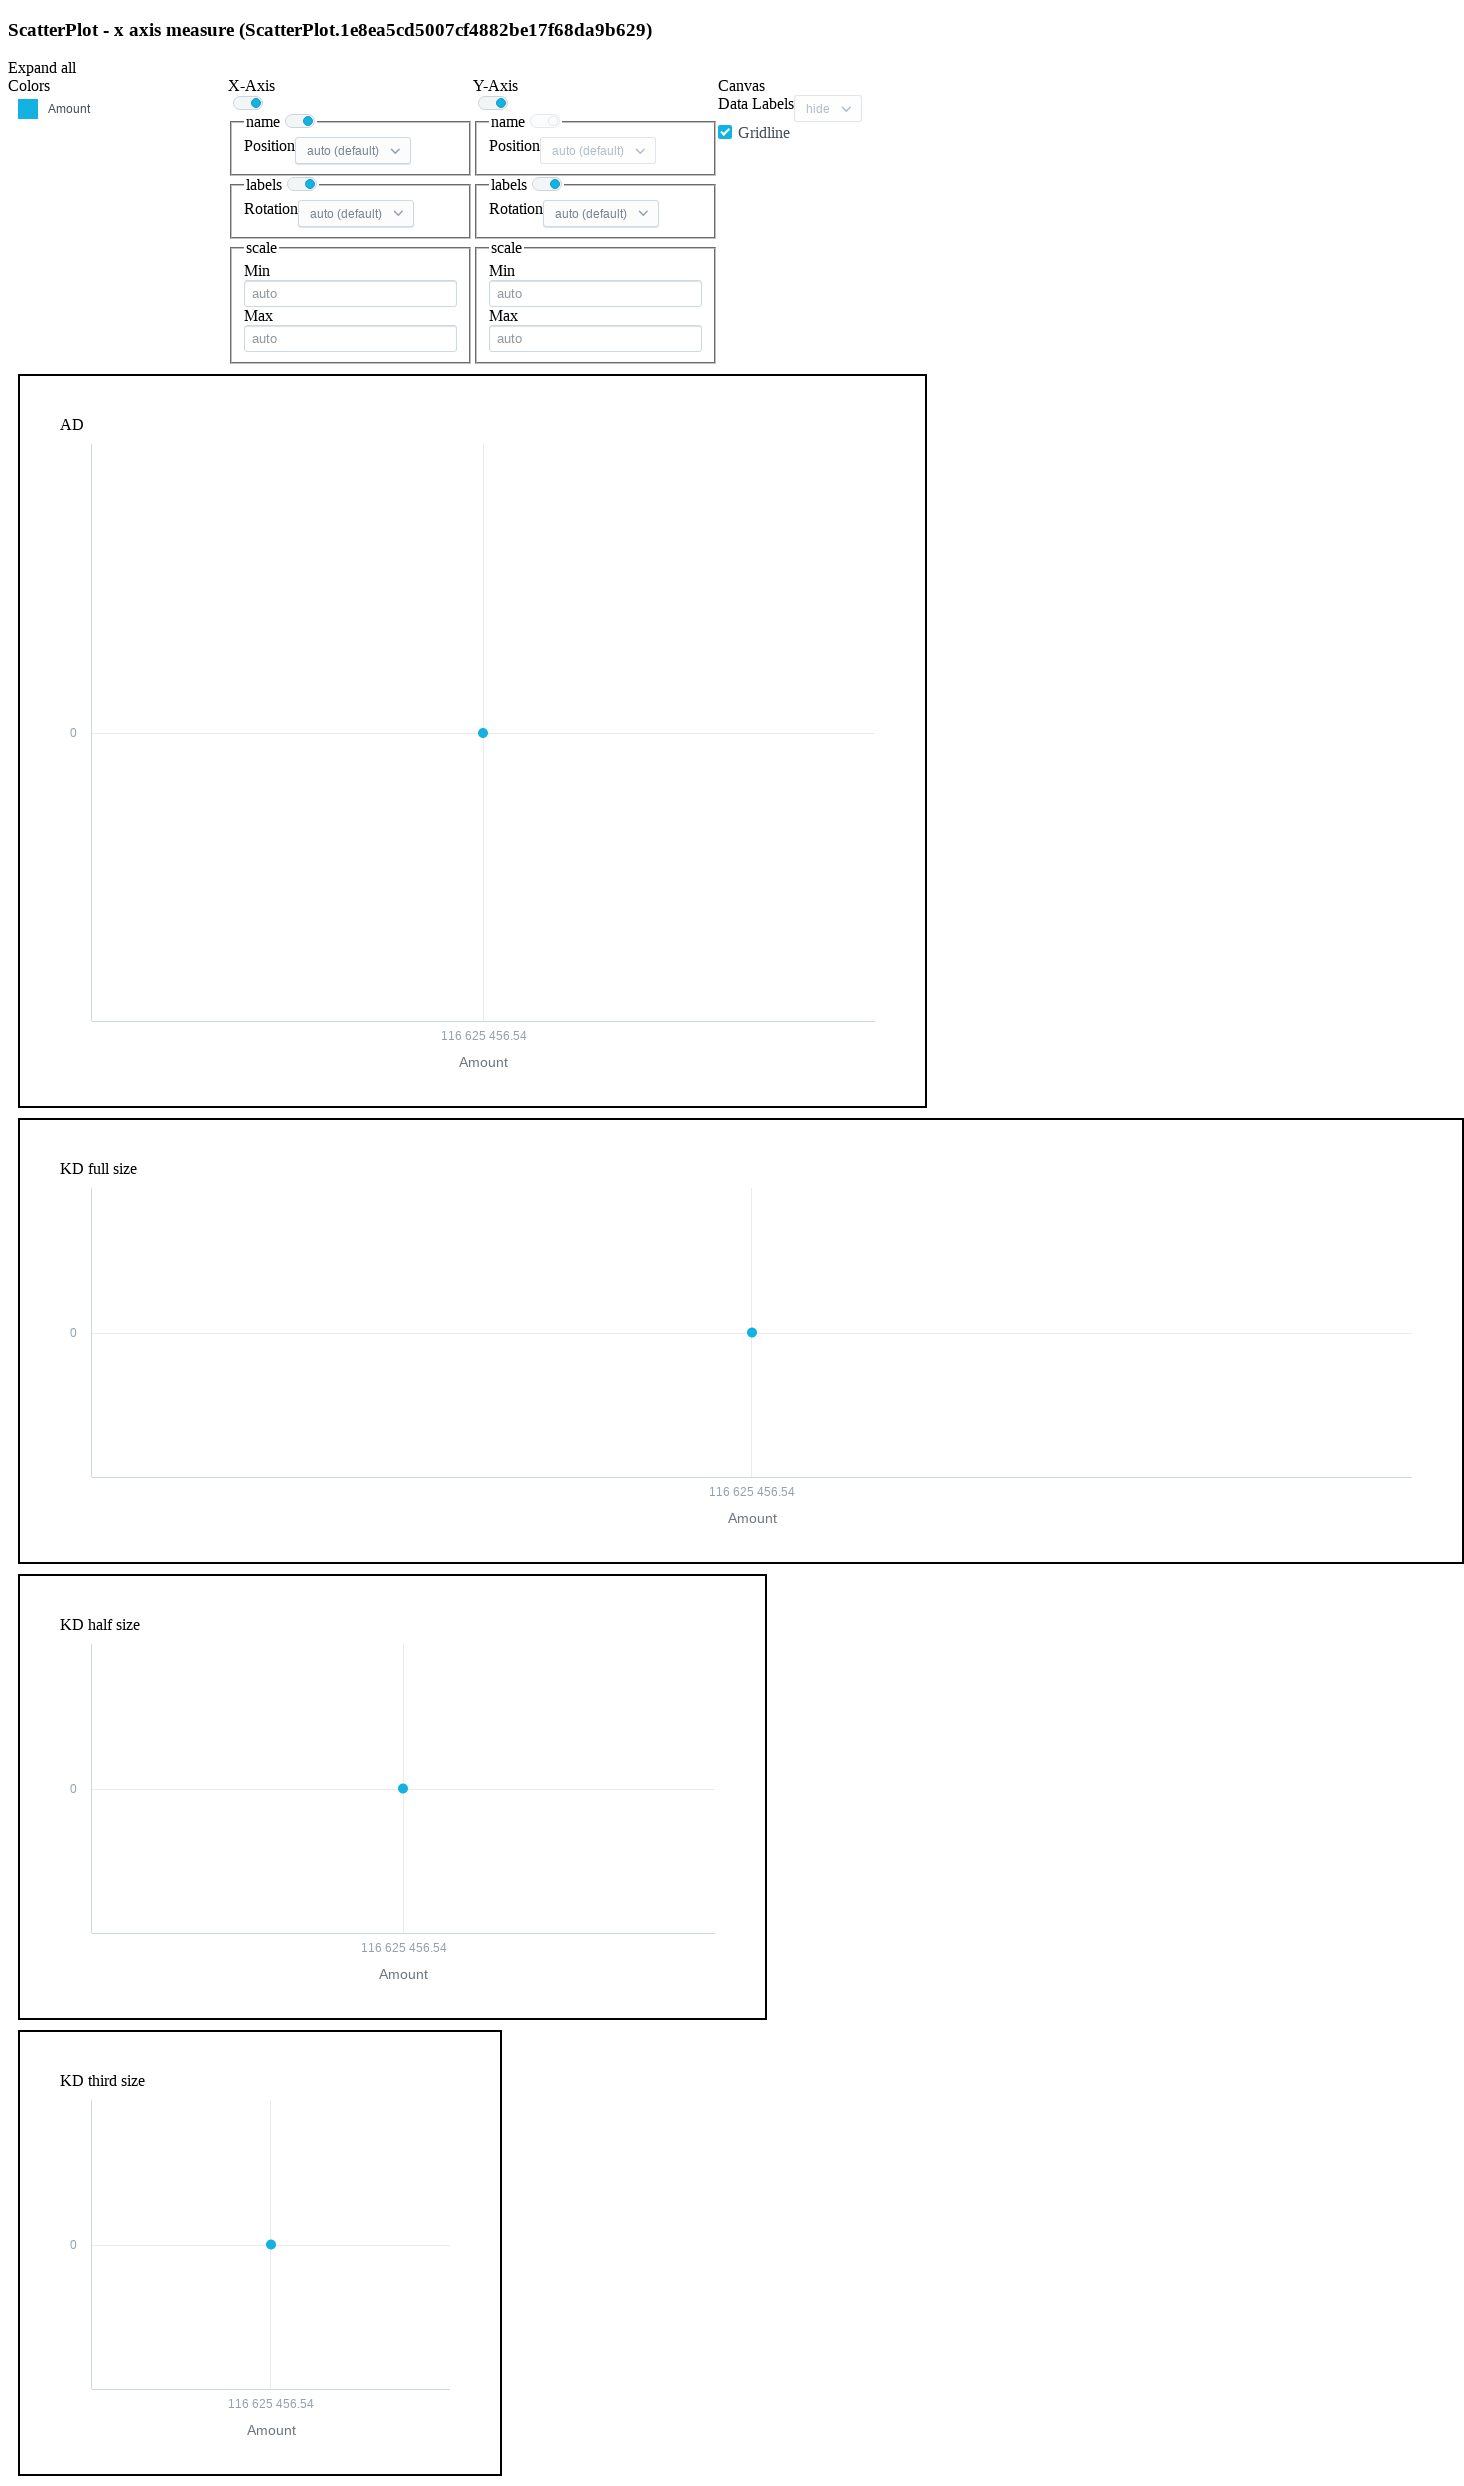 ScatterPlot - x axis measure (ScatterPlot.1e8ea5cd5007cf4882be17f68da9b629)
Expand all
Colors
Amount
X-Axis
name
Position auto (default)
labels
Rotation auto (default)
scale
Min
auto
Max
auto
Y-Axis
name
Position auto (default)
labels
Rotation auto (default)
scale
Min
auto
Max
auto
Canvas
Data Labels hide
Gridline
AD
0
116 625 456.54
Amount
KD full size
0
116 625 456.54
Amount
KD half size
0
116 625 456.54
Amount
KD third size
0
116 625 456.54
Amount